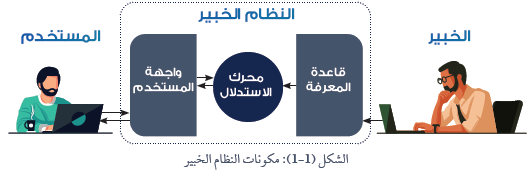 النظام الخبير
الخبير
المستخدم
قاعدة
المعرفة
محرك
الاستدلال
واجهة
المستخدم
الشكل (1-1): مكونات النظام الخبير